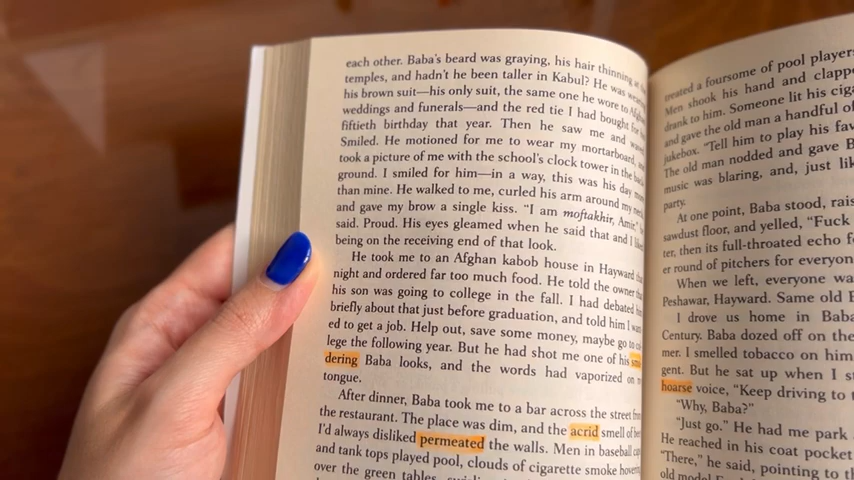 each other. Baba's beard was graying, his hair thinning at
temples, and hadn't he been taller in Kabul? He was
his brown suit—his only suit, the same one he wore to Afghan
weddings and funerals—and the red tie I had bought for
fiftieth birthday that year. Then he saw me and
Smiled. He motioned for me to wear my mortarboard,
took a picture of me with the school's clock tower in the
ground. I smiled for him—in a way, this was his day more
than mine. He walked to me, curled his arm around my
and gave my brow a single kiss. "I am moftakhir, Amir,"
said. Proud. His eyes gleamed when he said that and I
being on the receiving end of that look.
He took me to an Afghan kabob house in Hayward
night and ordered far too much food. He told the owner
his son was going to college in the fall. I had debated
briefly about that just before graduation, and told him I
ed to get a job. Help out, save some money, maybe go to
lege the following year. But he had shot me one of his
dering Baba looks, and the words had vaporized on
tongue.
After dinner, Baba took me to a bar across the street
the restaurant. The place was dim, and the acrid smell of
I'd always disliked permeated the walls. Men in baseball
and tank tops played pool, clouds of cigarette smoke
over the green tables,
treated a foursome of pool
Men shook his hand and
drank to him. Someone lit his
and gave the old man a handful
jukebox. "Tell him to play his
The old man nodded and gave
music was blaring, and, just
party.
At one point, Baba stood,
sawdust floor, and yelled, "Fuck
ter, then its full-throated echo
er round of pitchers for everyone
When we left, everyone
Peshawar, Hayward. Same old
I drove us home in
Century. Baba dozed off on the
mer. I smelled tobacco on him
gent. But he sat up when I
hoarse voice, "Keep driving to
"Why, Baba?"
"Just go." He had me park
He reached in his coat pocket
"There," he said, pointing to
old model